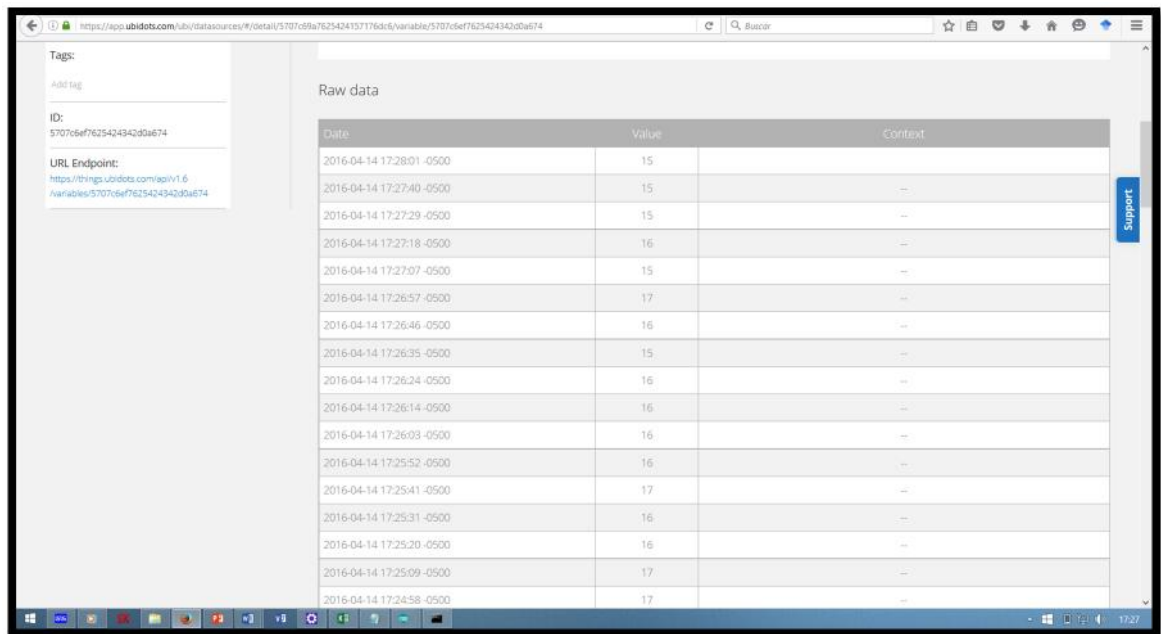 https://app.ubidots.com/ubi/datasources/#/detail/5707c69a7625424157176dc6/variable/5707c6ef7625424342d0a674
Buscar
Tags:
Add tag
ID:
5707c6ef7625424342d0a674
URL Endpoint:
https://things.ubidots.com/api/v1.6
/variables/5707c6ef7625424342d0a674
Raw data
Date Value Context
2016-04-14 17:28:01 -0500 15
2016-04-14 17:27:40 -0500 15 --
2016-04-14 17:27:29 -0500 15 --
2016-04-14 17:27:18 -0500 16 --
2016-04-14 17:27:07 -0500 15 --
2016-04-14 17:26:57 -0500 17 --
2016-04-14 17:26:46 -0500 16 --
2016-04-14 17:26:35 -0500 15 --
2016-04-14 17:26:24 -0500 16 --
2016-04-14 17:26:14 -0500 16 --
2016-04-14 17:26:03 -0500 16 --
2016-04-14 17:25:52 -0500 16 --
2016-04-14 17:25:41 -0500 17 --
2016-04-14 17:25:31 -0500 16 --
2016-04-14 17:25:20 -0500 16 --
2016-04-14 17:25:09 -0500 17 --
2016-04-14 17:24:58 -0500 17 --
Support
17:27